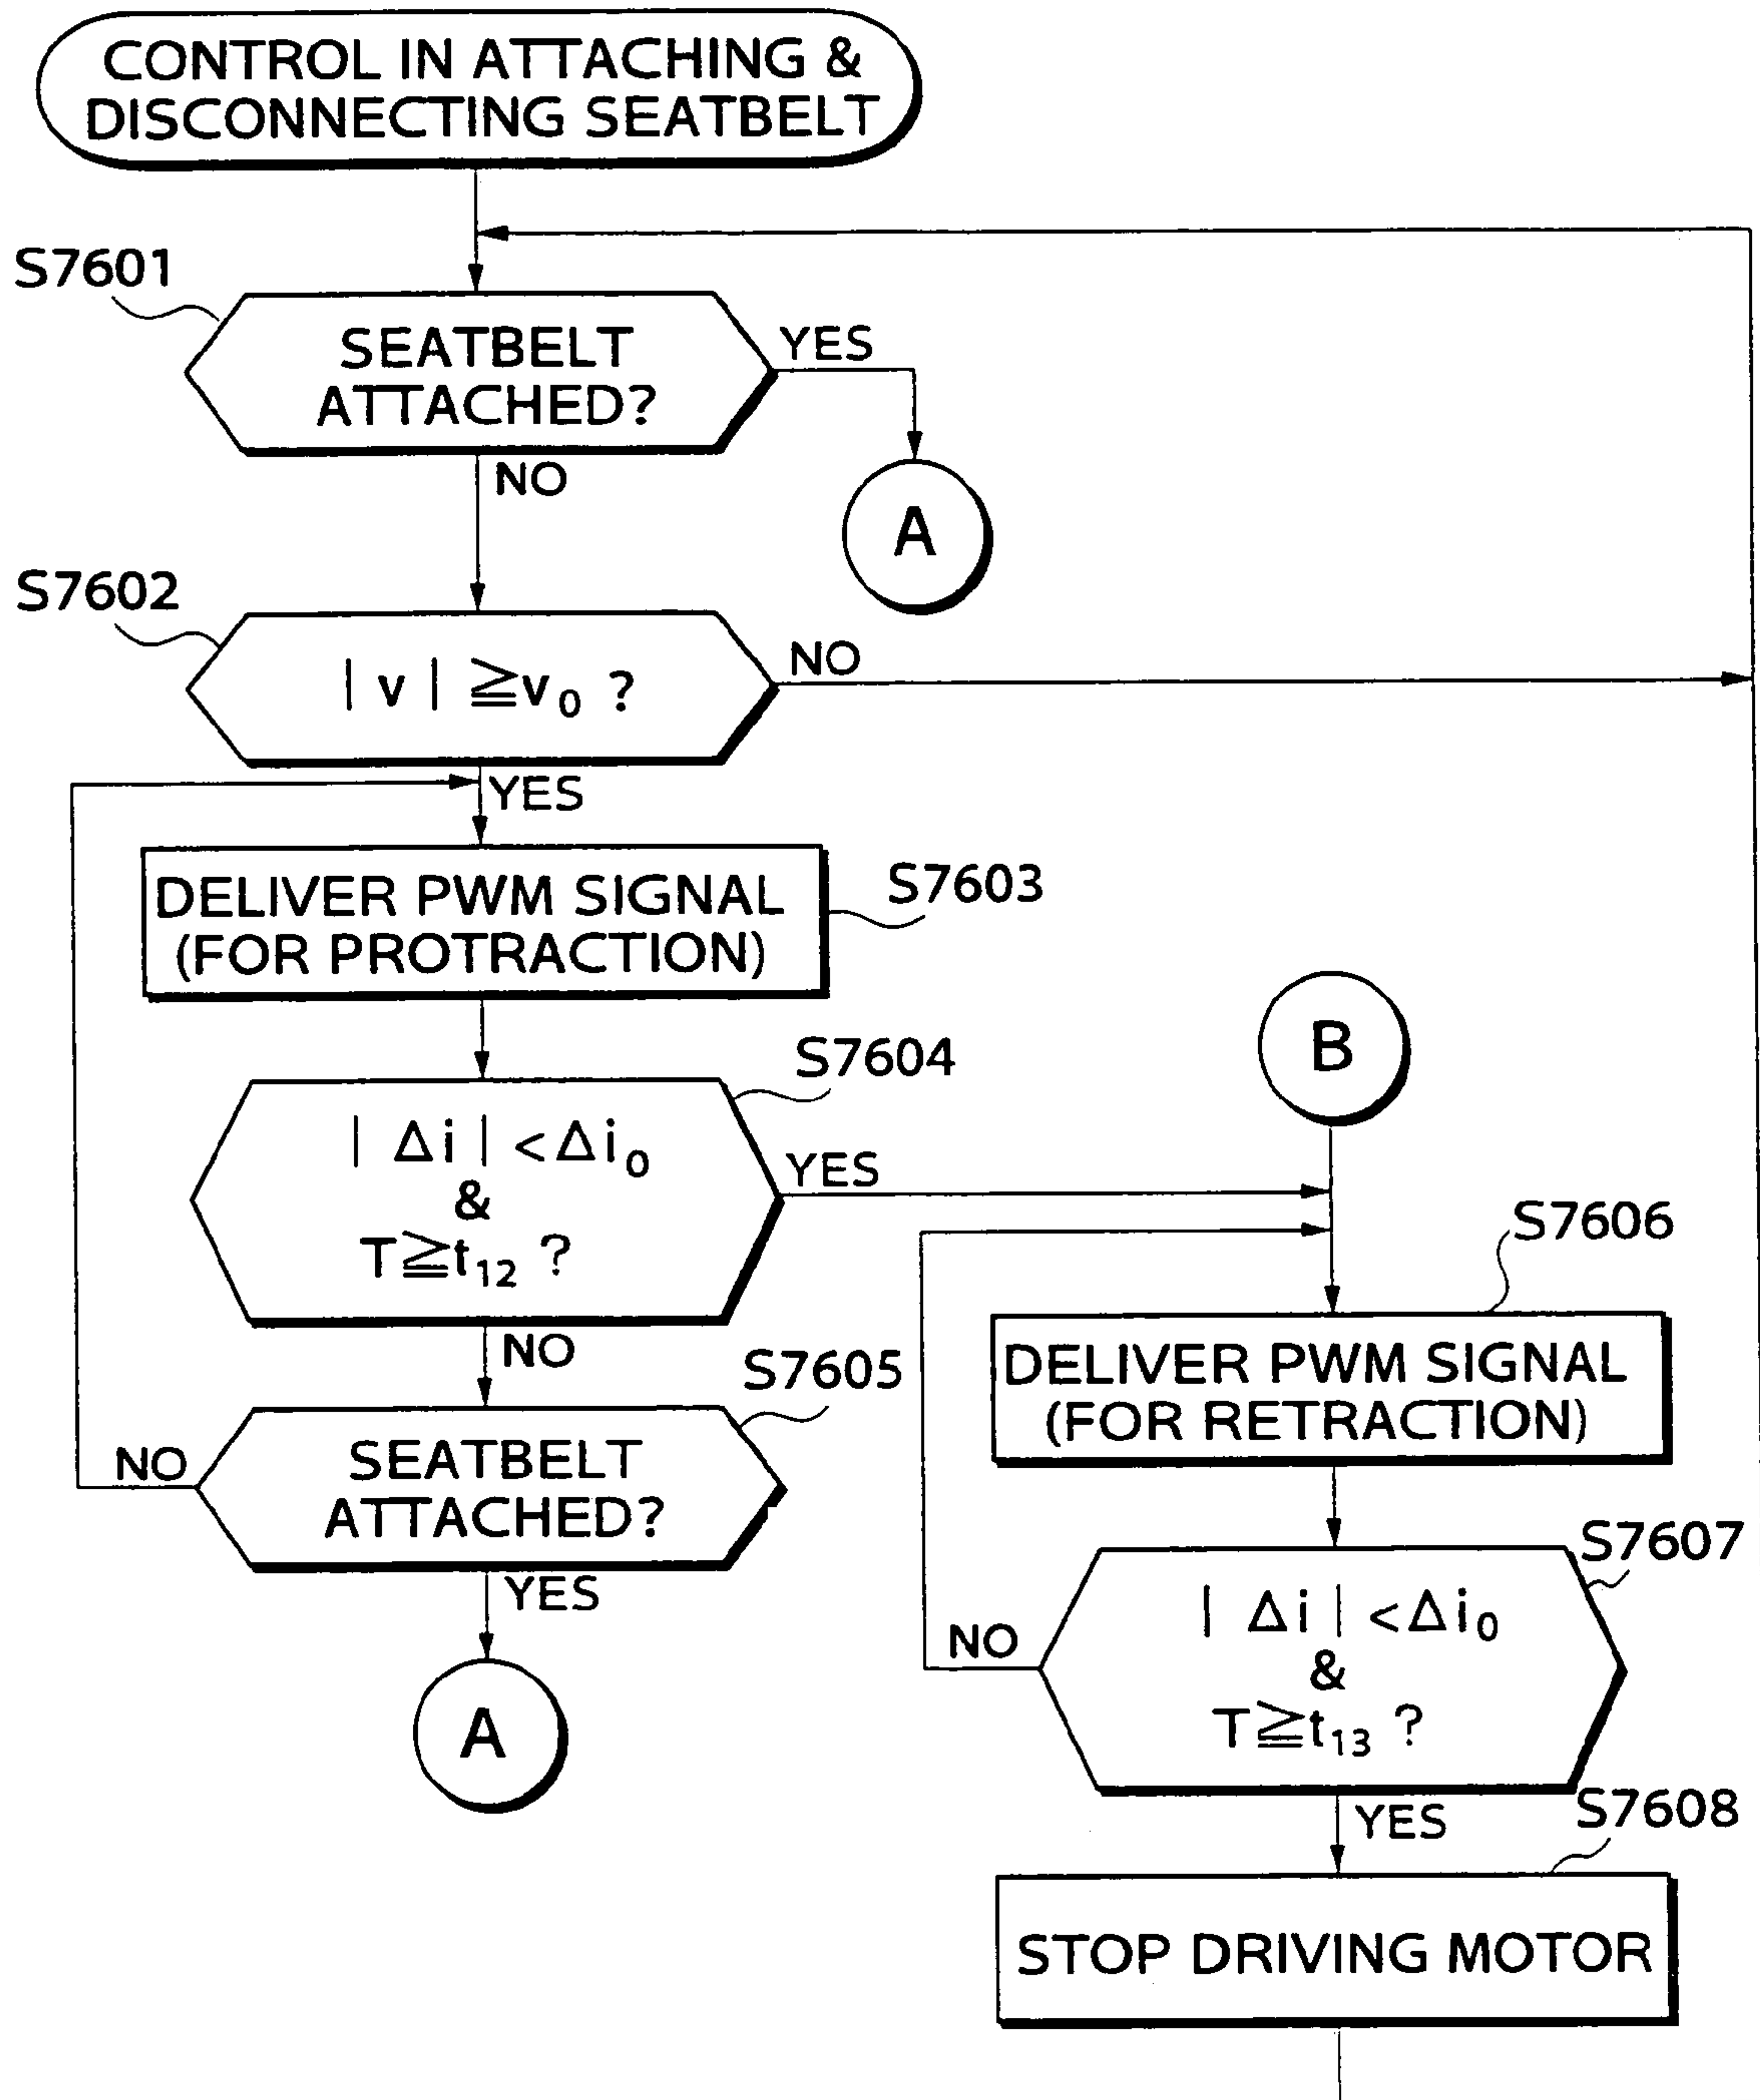 CONTROL IN ATTACHING &
DISCONNECTING SEATBELT
S7601
SEATBELT
ATTACHED?
YES
NO
A
S7602
| v | ≧v₀ ?
NO
YES
DELIVER PWM SIGNAL
(FOR PROTRACTION)
S7603
B
S7604
| Δi | <Δi₀
&
T≧t₁₂ ?
YES
NO
S7606
DELIVER PWM SIGNAL
(FOR RETRACTION)
S7605
SEATBELT
ATTACHED?
NO
YES
A
S7607
| Δi | <Δi₀
&
T≧t₁₃ ?
NO
YES
S7608
STOP DRIVING MOTOR